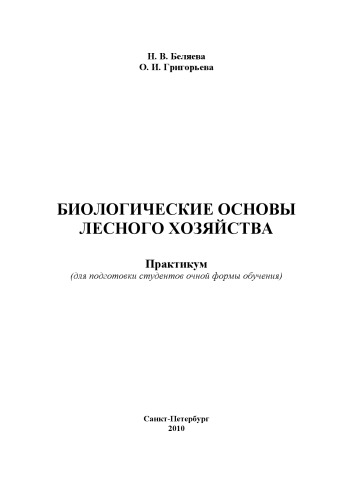 Н. В. Беляева
О. И. Григорьева
БИОЛОГИЧЕСКИЕ ОСНОВЫ
ЛЕСНОГО ХОЗЯЙСТВА
Практикум
(для подготовки студентов очной формы обучения)
Санкт-Петербург
2010